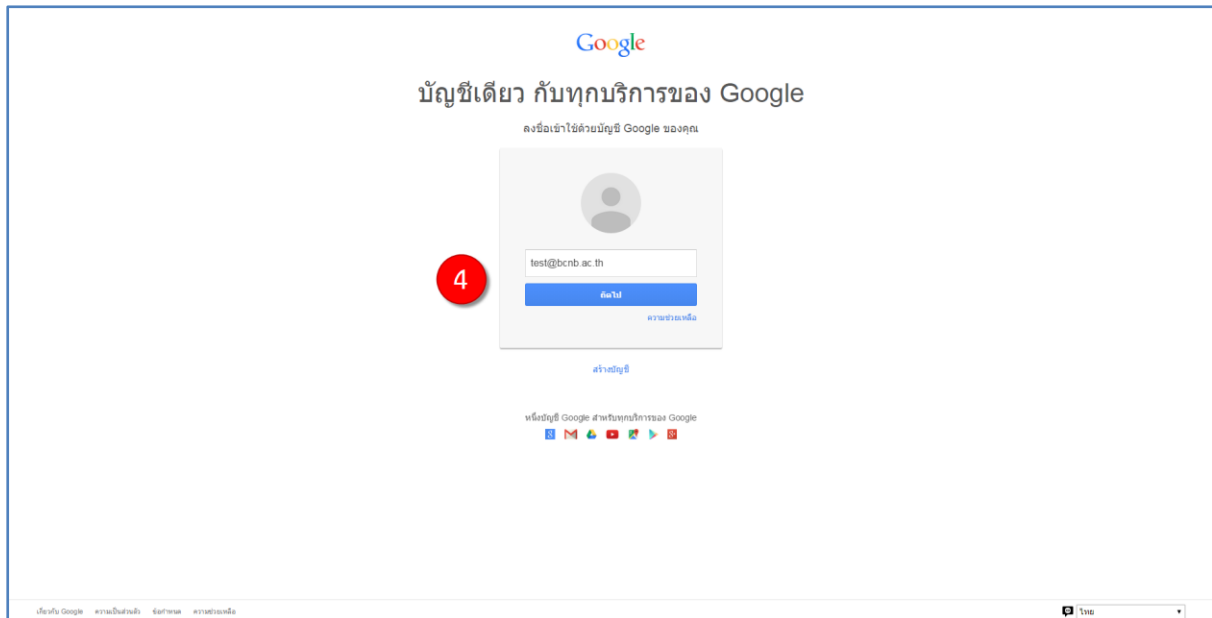 Google
บัญชีเดียว กับทุกบริการของ Google
ลงชื่อเข้าใช้ด้วยบัญชี Google ของคุณ
4
test@bcnb.ac.th
ถัดไป
ความช่วยเหลือ
สร้างบัญชี
หนึ่งบัญชี Google สำหรับทุกบริการของ Google
เกี่ยวกับ Google ความเป็นส่วนตัว ข้อกำหนด ความช่วยเหลือ
ไทย